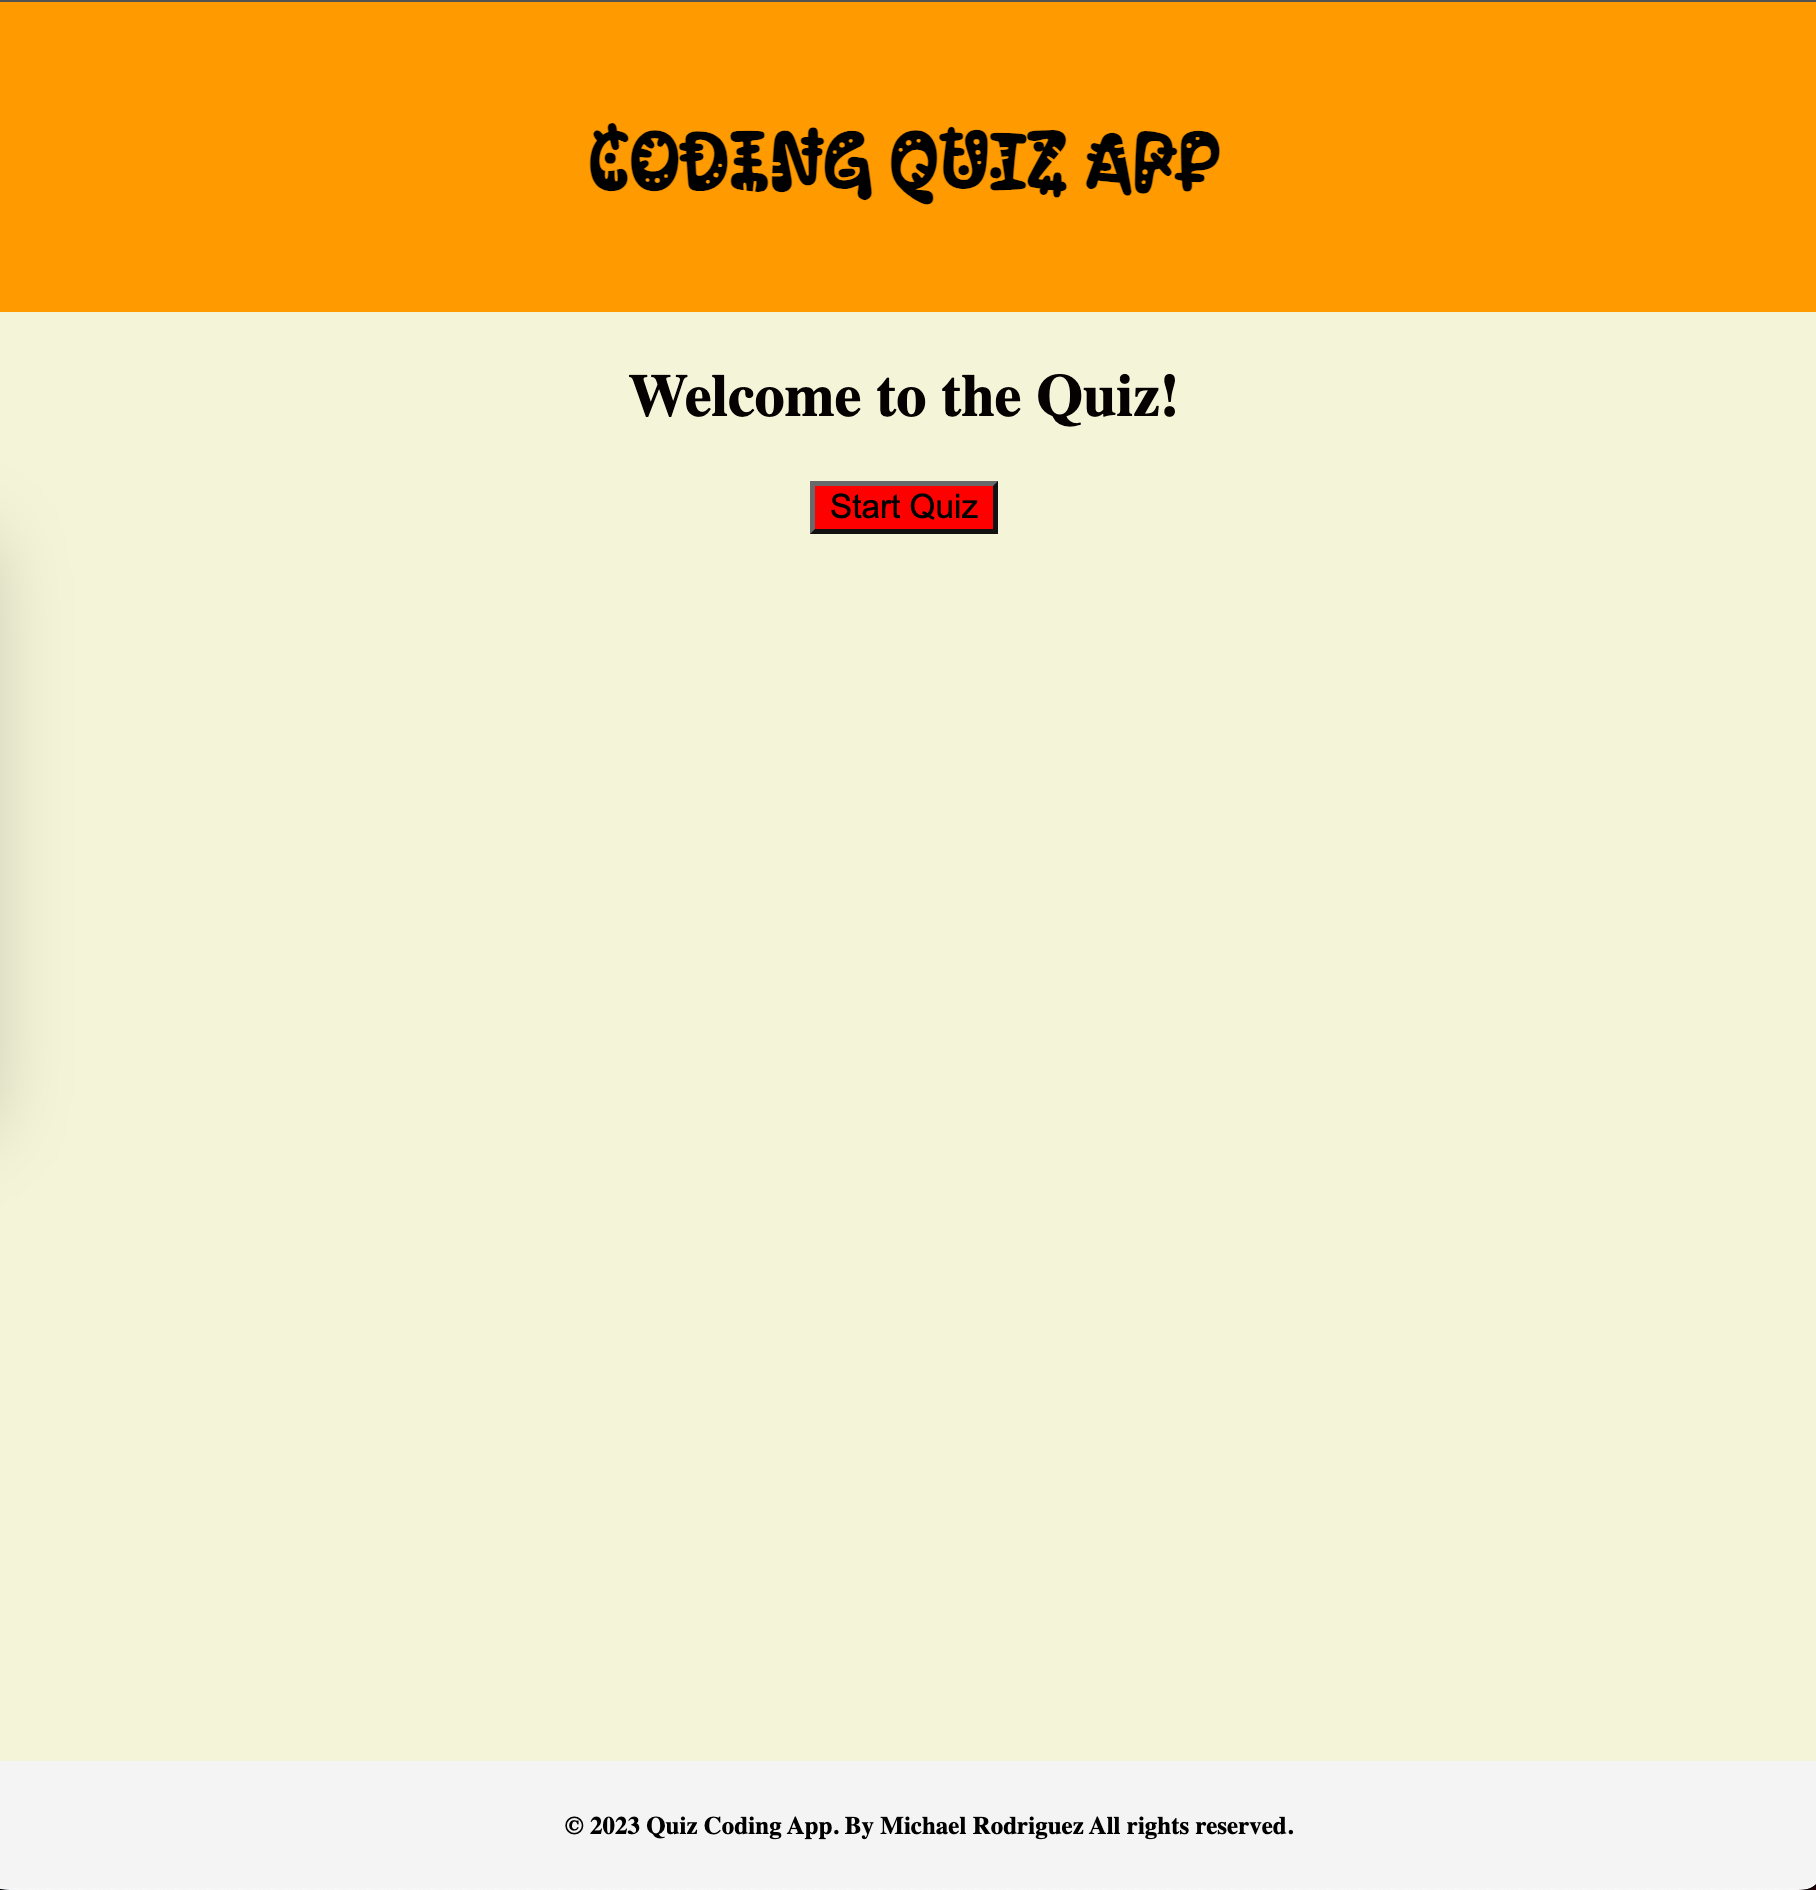 CODING QUIZ APP
Welcome to the Quiz!
Start Quiz
© 2023 Quiz Coding App. By Michael Rodriguez All rights reserved.